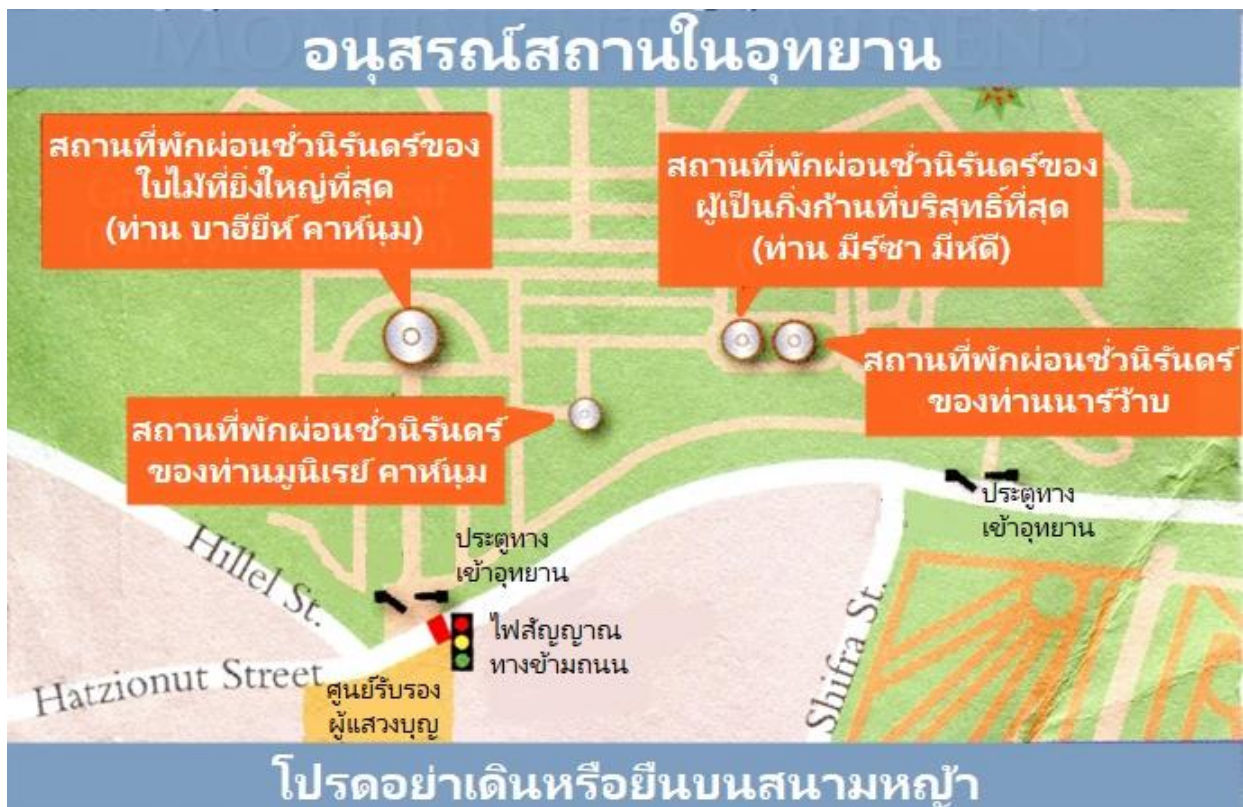 อนุสรณ์สถานในอุทยาน
สถานที่พักผ่อนชั่วนิรันดร์ของ
ใบไม้ที่ยิ่งใหญ่ที่สุด
(ท่าน บาฮียีห์ คาห์นุม)
สถานที่พักผ่อนชั่วนิรันดร์ของ
ผู้เป็นกิ่งก้านที่บริสุทธิ์ที่สุด
(ท่าน มีร์ซา มีห์ดี)
สถานที่พักผ่อนชั่วนิรันดร์
ของท่านนาร์ว้าบ
สถานที่พักผ่อนชั่วนิรันดร์
ของท่านมูนิเรย์ คาห์นุม
ประตูทาง
เข้าอุทยาน
ประตูทาง
เข้าอุทยาน
Hillel St.
ไฟสัญญาณ
ทางข้ามถนน
Shifra St.
Hatzionut Street
ศูนย์รับรอง
ผู้แสวงบุญ
โปรดอย่าเดินหรือยืนบนสนามหญ้า